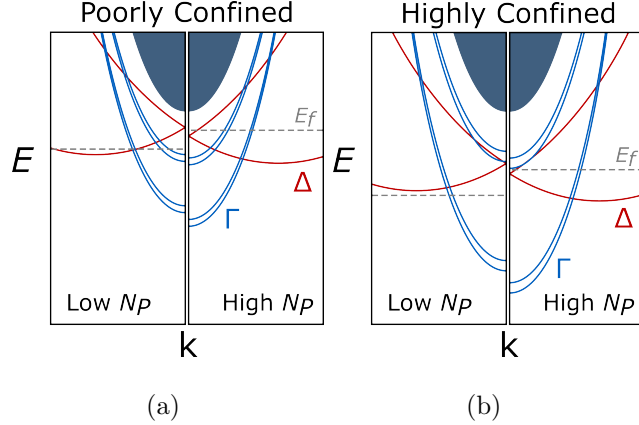 Poorly Confined
Highly Confined
E
E_f
Δ
Γ
Low N_P
High N_P
k
E
E_f
Δ
Γ
Low N_P
High N_P
k
(a)
(b)